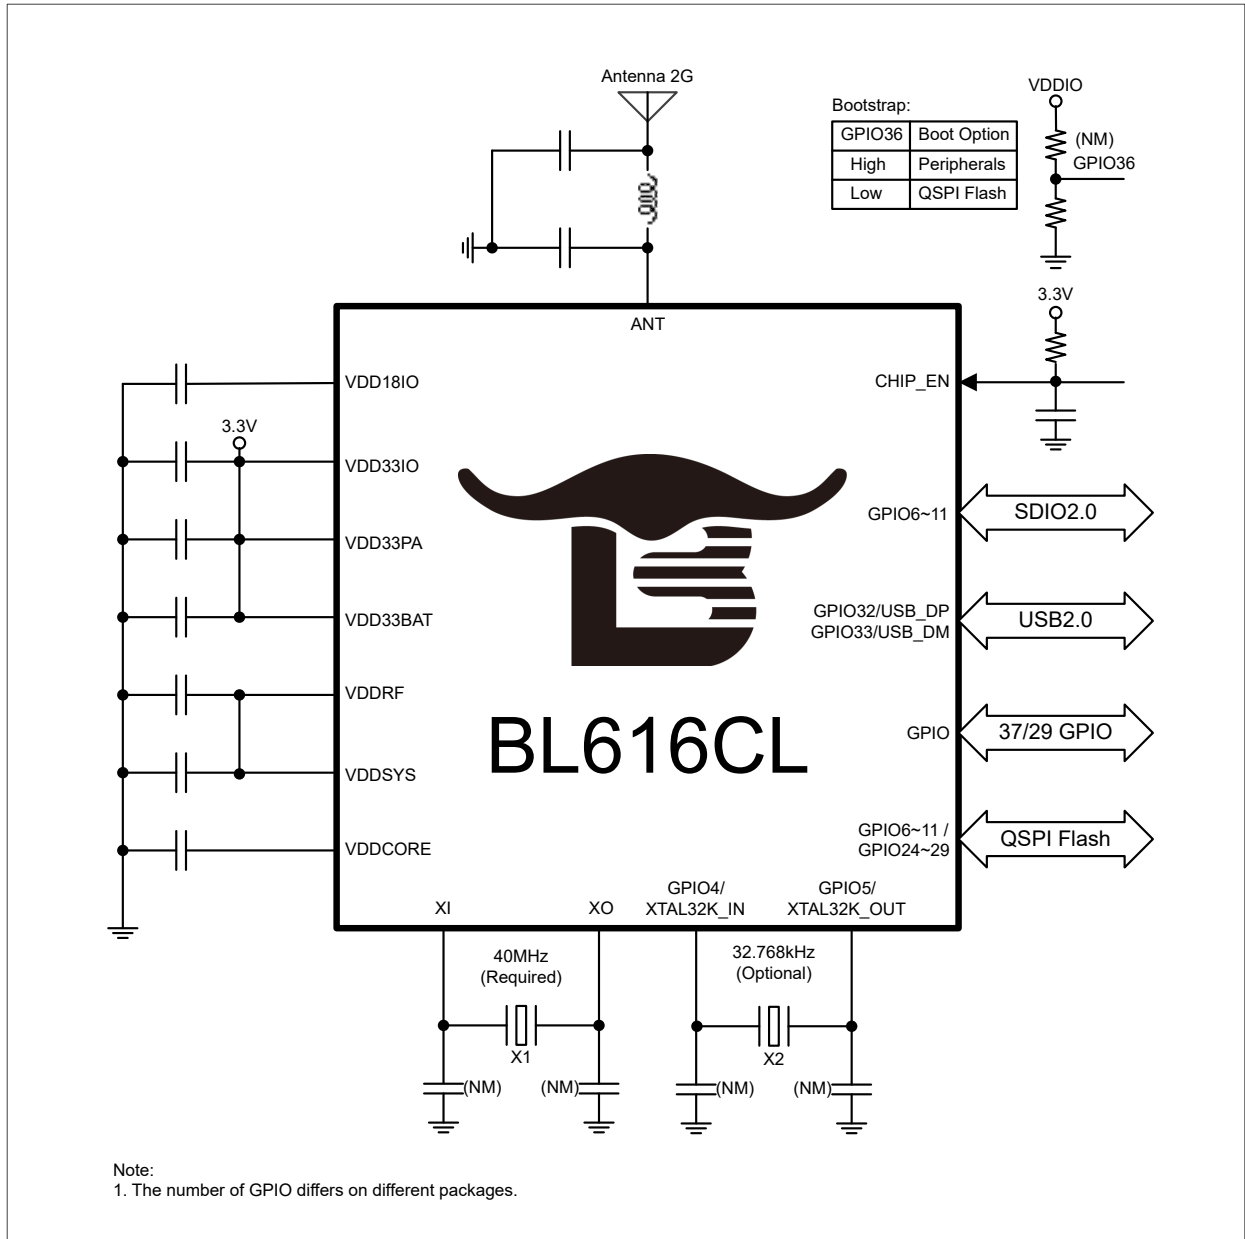 Antenna 2G
Bootstrap:
GPIO36 Boot Option
High Peripherals
Low QSPI Flash
VDDIO
(NM)
GPIO36
3.3V
ANT
CHIP_EN
VDD18IO
3.3V
VDD33IO
VDD33PA
VDD33BAT
VDDRF
VDDSYS
VDDCORE
GPIO6~11
SDIO2.0
GPIO32/USB_DP
GPIO33/USB_DM
USB2.0
GPIO
37/29 GPIO
GPIO6~11 /
GPIO24~29
QSPI Flash
BL616CL
XI
XO
GPIO4/
XTAL32K_IN
GPIO5/
XTAL32K_OUT
40MHz
(Required)
X1
(NM)
(NM)
32.768kHz
(Optional)
X2
(NM)
(NM)
Note:
1. The number of GPIO differs on different packages.